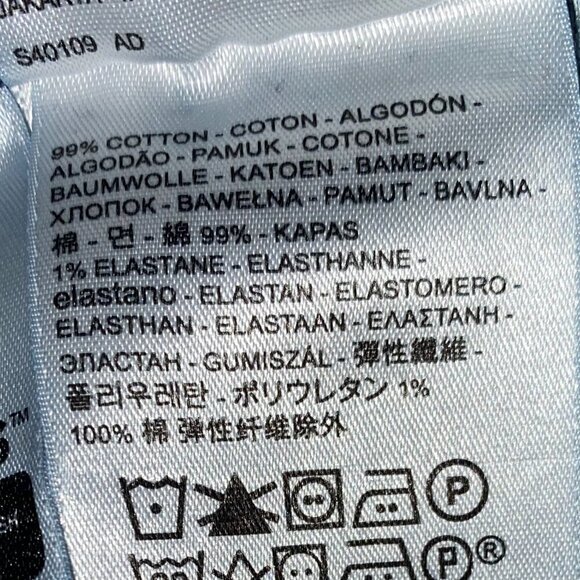 JAKARTA
S40109 AD
99% COTTON - COTON - ALGODÓN -
ALGODÃO - PAMUK - COTONE -
BAUMWOLLE - KATOEN - BAMBAKI -
ХЛОПОК - BAWEŁNA - PAMUT - BAVLNA -
棉 - 면 - 綿 99% - KAPAS
1% ELASTANE - ELASTHANNE -
elastano - ELASTAN - ELASTOMERO -
ELASTHAN - ELASTAAN - ΕΛΑΣΤΑΝΗ -
ЭЛАСТАН - GUMISZÁL - 彈性纖維 -
폴리우레탄 - ポリウレタン 1%
100% 棉 弹性纤维除外
P
P®